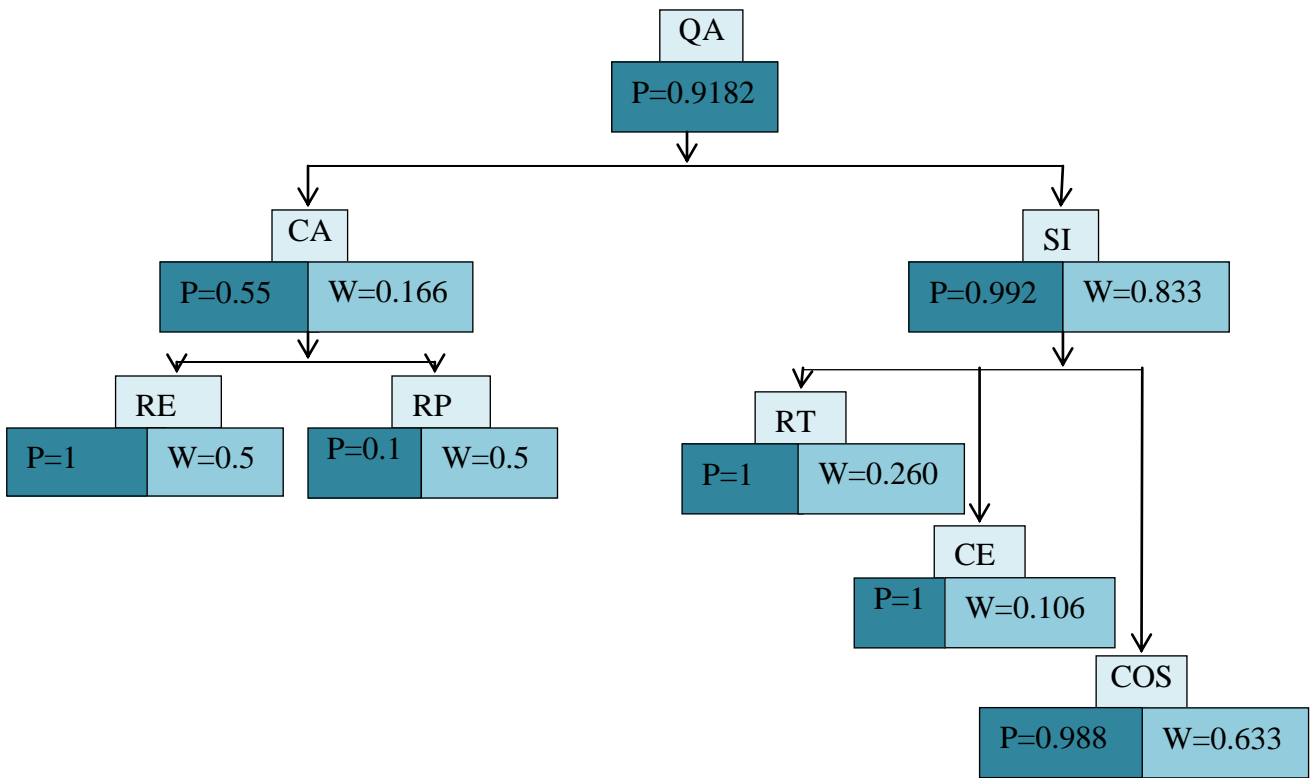 QA
P=0.9182
CA
P=0.55
W=0.166
SI
P=0.992
W=0.833
RE
P=1
W=0.5
RP
P=0.1
W=0.5
RT
P=1
W=0.260
CE
P=1
W=0.106
COS
P=0.988
W=0.633